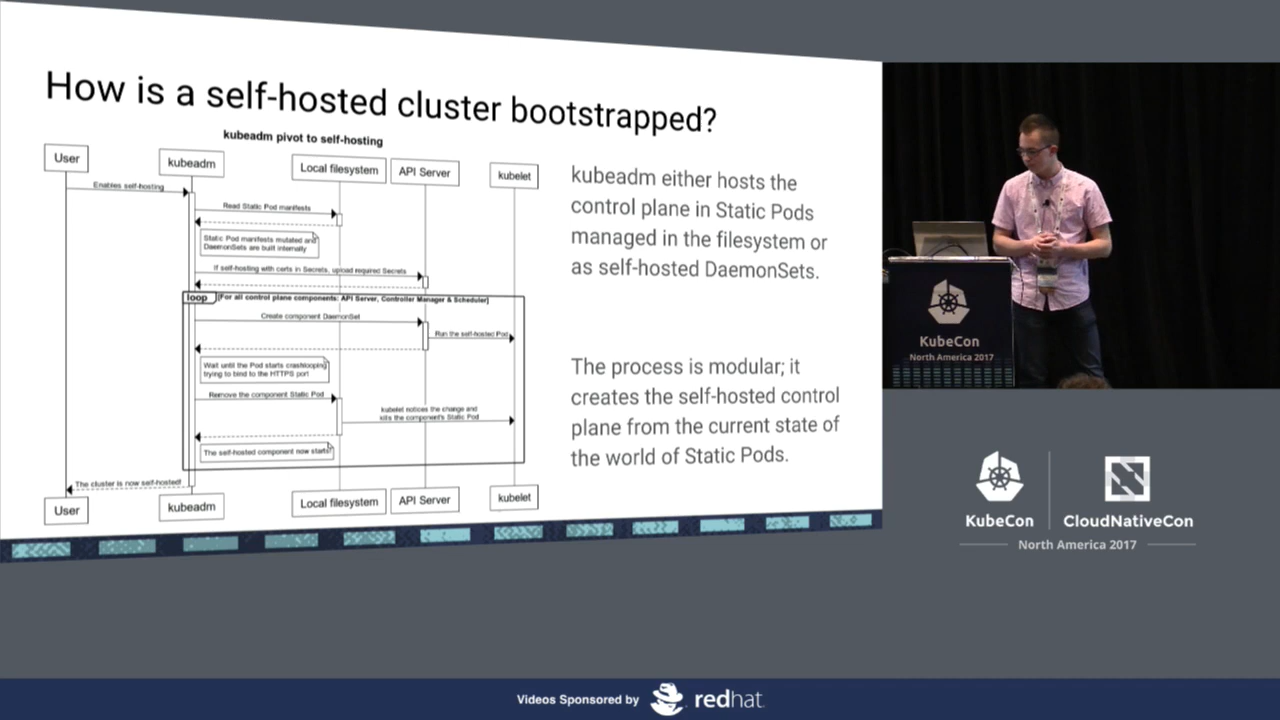 How is a self-hosted cluster bootstrapped?
kubeadm pivot to self-hosting
User
kubeadm
Local filesystem
API Server
kubelet
Enables self-hosting
Read Static Pod manifests
Static Pod manifests mutated and
DaemonSets are built internally
If self-hosting with certs in Secrets, upload required Secrets
loop
[For all control plane components: API Server, Controller Manager & Scheduler]
Create component DaemonSet
Run the self-hosted Pod
Wait until the Pod starts crashlooping
trying to bind to the HTTPS port
Remove the component Static Pod
kubelet notices the change and
kills the component's Static Pod
The self-hosted component now starts!
The cluster is now self-hosted!
User
kubeadm
Local filesystem
API Server
kubelet
kubeadm either hosts the
control plane in Static Pods
managed in the filesystem or
as self-hosted DaemonSets.
The process is modular; it
creates the self-hosted control
plane from the current state of
the world of Static Pods.
KubeCon
North America 2017
KubeCon
CloudNativeCon
North America 2017
Videos Sponsored by
redhat